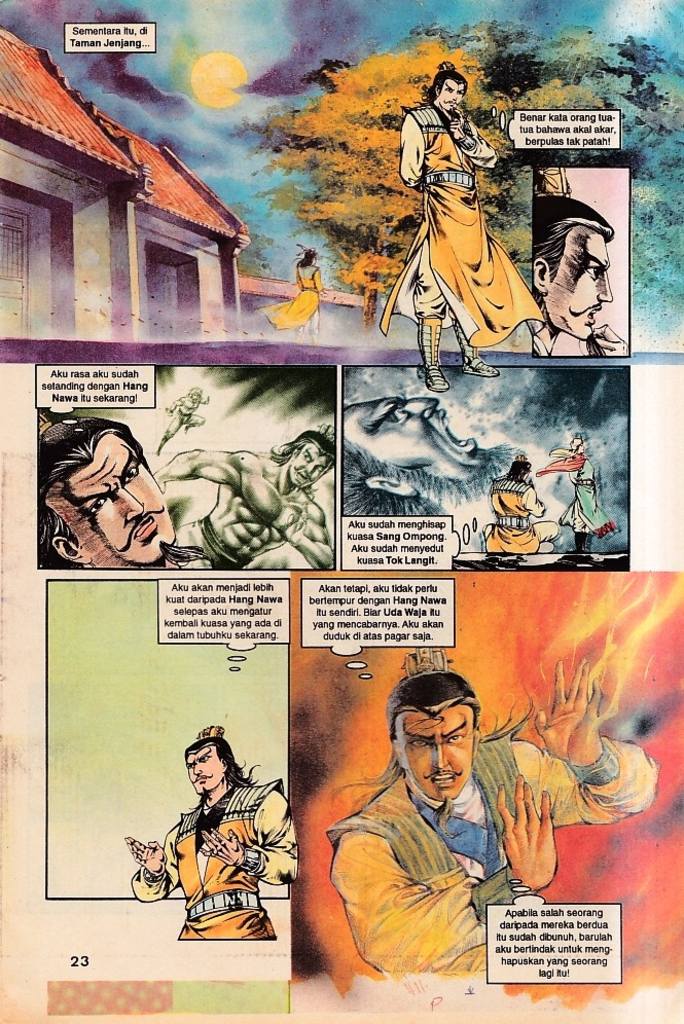 Sementara itu, di
Taman Jenjang...
Benar kata orang tua-
tua bahawa akal akar,
berpulas tak patah!
Aku rasa aku sudah
setanding dengan Hang
Nawa itu sekarang!
Aku sudah menghisap
kuasa Sang Ompong.
Aku sudah menyedut
kuasa Tok Langit.
Aku akan menjadi lebih
kuat daripada Hang Nawa
selepas aku mengatur
kembali kuasa yang ada di
dalam tubuhku sekarang.
Akan tetapi, aku tidak perlu
bertempur dengan Hang Nawa
itu sendiri. Biar Uda Waja itu
yang mencabarnya. Aku akan
duduk di atas pagar saja.
Apabila salah seorang
daripada mereka berdua
itu sudah dibunuh, barulah
aku bertindak untuk meng-
hapuskan yang seorang
lagi itu!
23